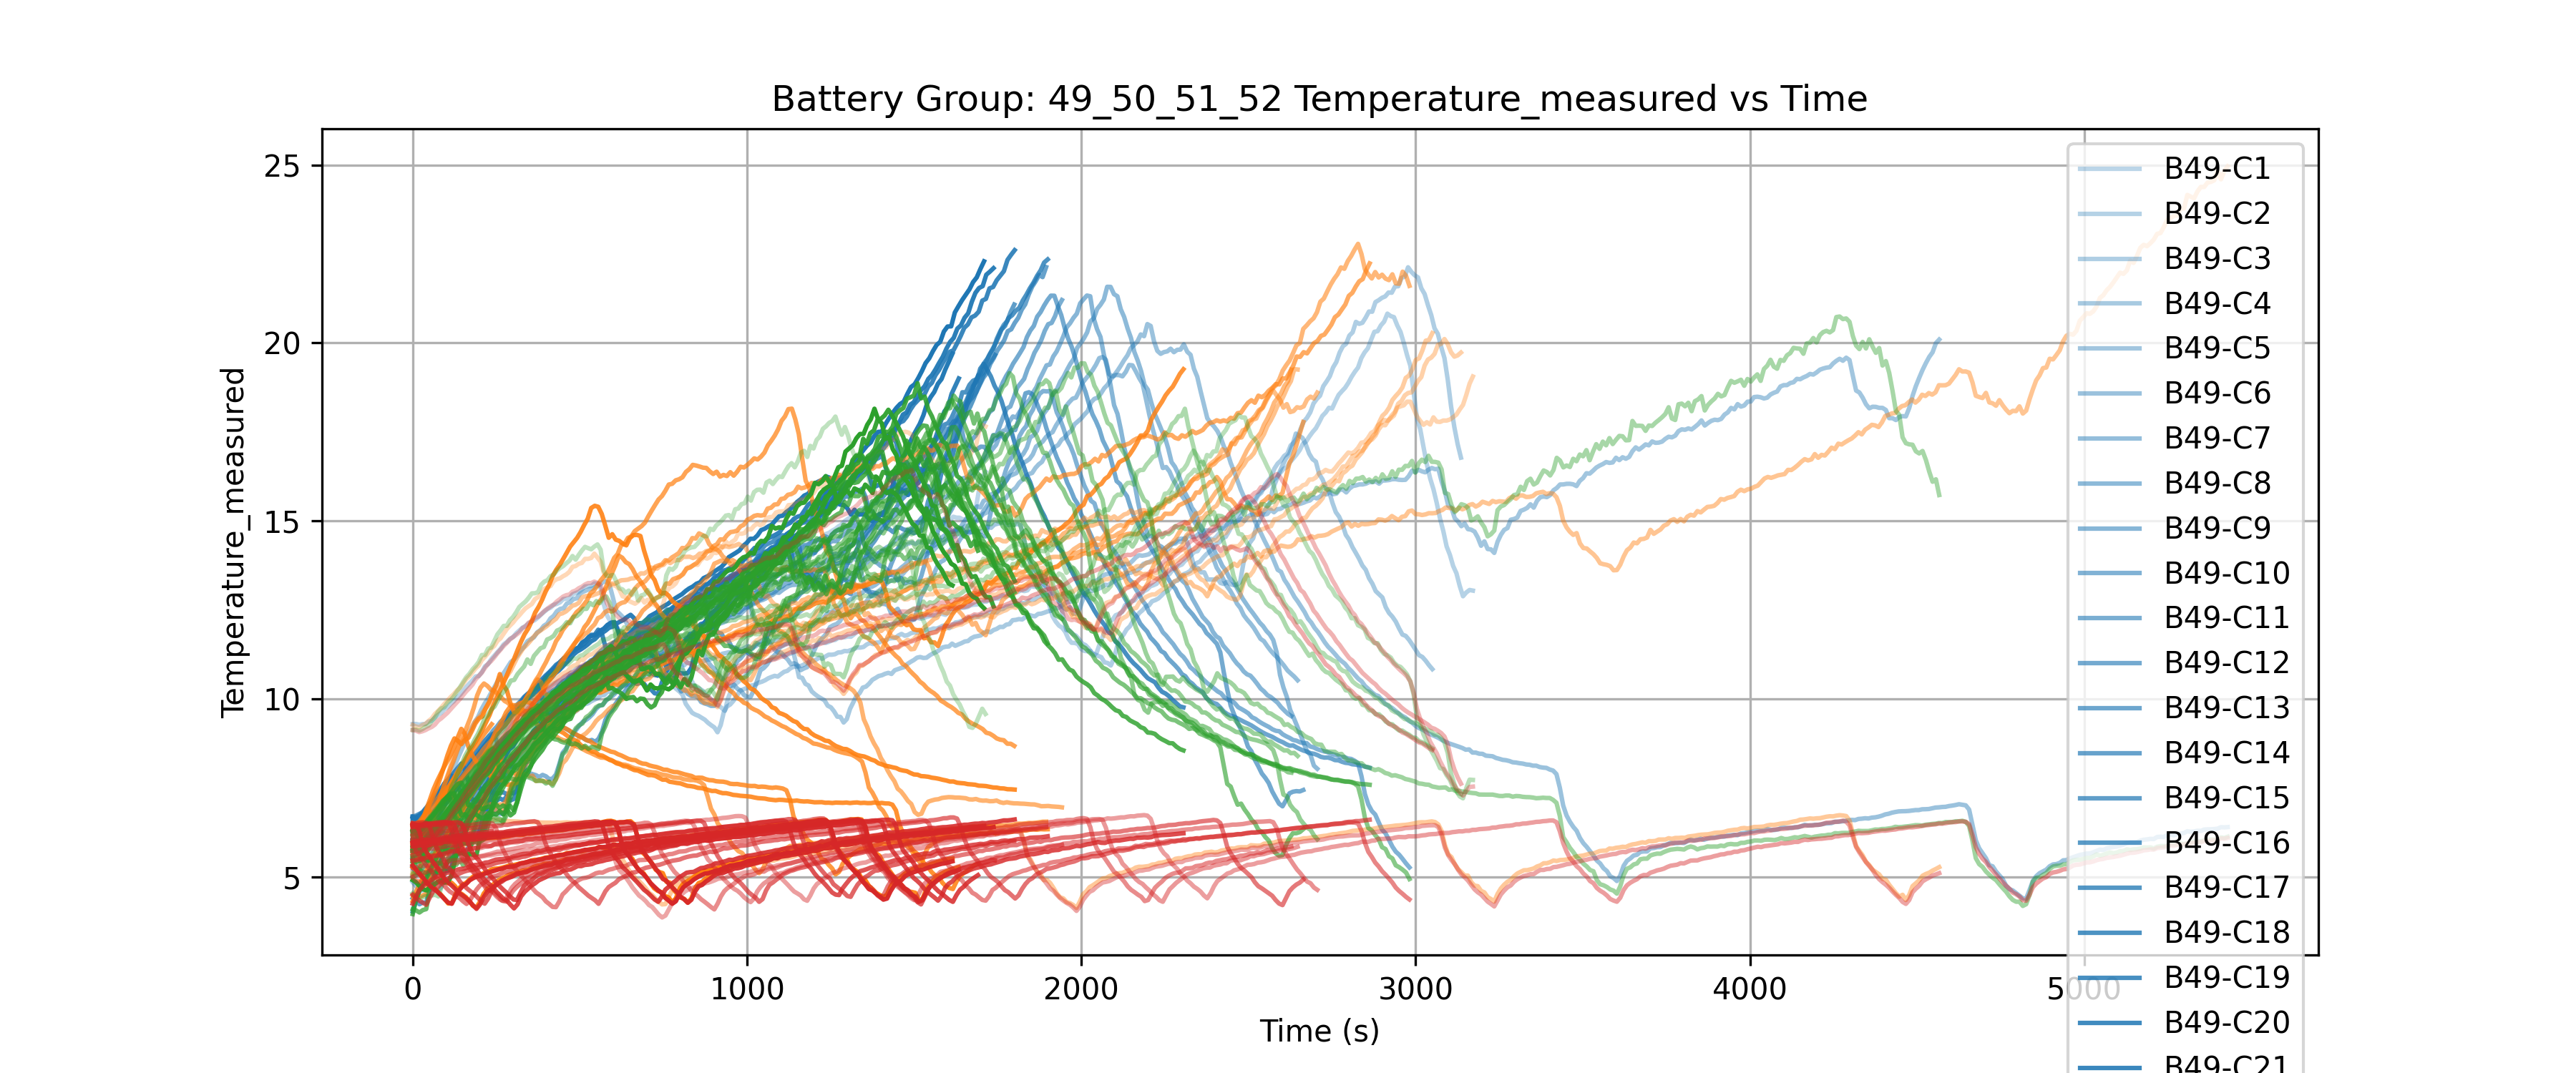 Battery Group: 49_50_51_52 Temperature_measured vs Time
Temperature_measured
25
20
15
10
5
0
1000
2000
3000
4000
5000
Time (s)
B49-C1
B49-C2
B49-C3
B49-C4
B49-C5
B49-C6
B49-C7
B49-C8
B49-C9
B49-C10
B49-C11
B49-C12
B49-C13
B49-C14
B49-C15
B49-C16
B49-C17
B49-C18
B49-C19
B49-C20
B49-C21